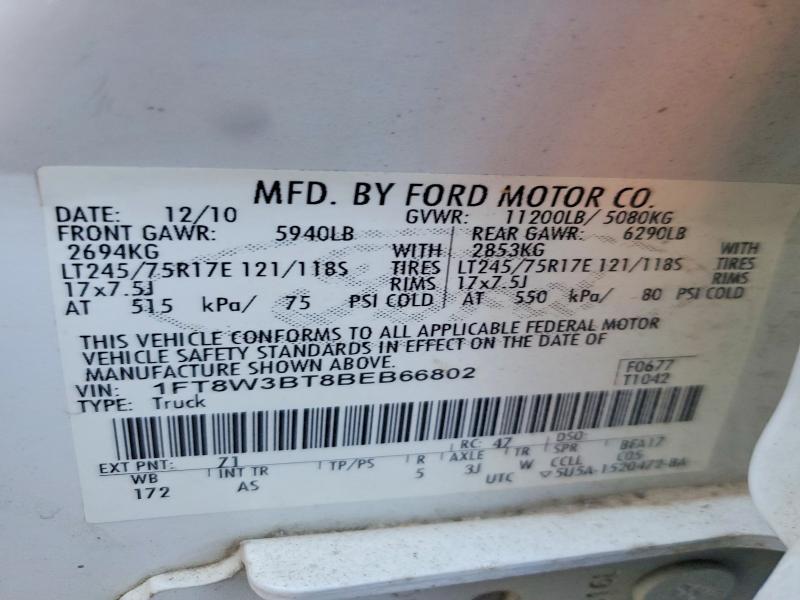 MFD. BY FORD MOTOR CO.
DATE: 12/10 GVWR: 11200LB/ 5080KG
FRONT GAWR: 5940LB REAR GAWR: 6290LB
2694KG WITH 2853KG WITH
LT245/75R17E 121/118S TIRES LT245/75R17E 121/118S TIRES
17x7.5J RIMS 17x7.5J RIMS
AT 515 kPa/ 75 PSI COLD AT 550 kPa/ 80 PSI COLD
THIS VEHICLE CONFORMS TO ALL APPLICABLE FEDERAL MOTOR
VEHICLE SAFETY STANDARDS IN EFFECT ON THE DATE OF
MANUFACTURE SHOWN ABOVE.
VIN: 1FT8W3BT8BEB66802 F0677
TYPE: Truck T1042
EXT PNT: Z1 RC: 47 DSO:
WB INT TR TP/PS R AXLE TR SPR BEA17
172 AS 5 3J W CCLL C05
UTC 5U5A-1520472-BA